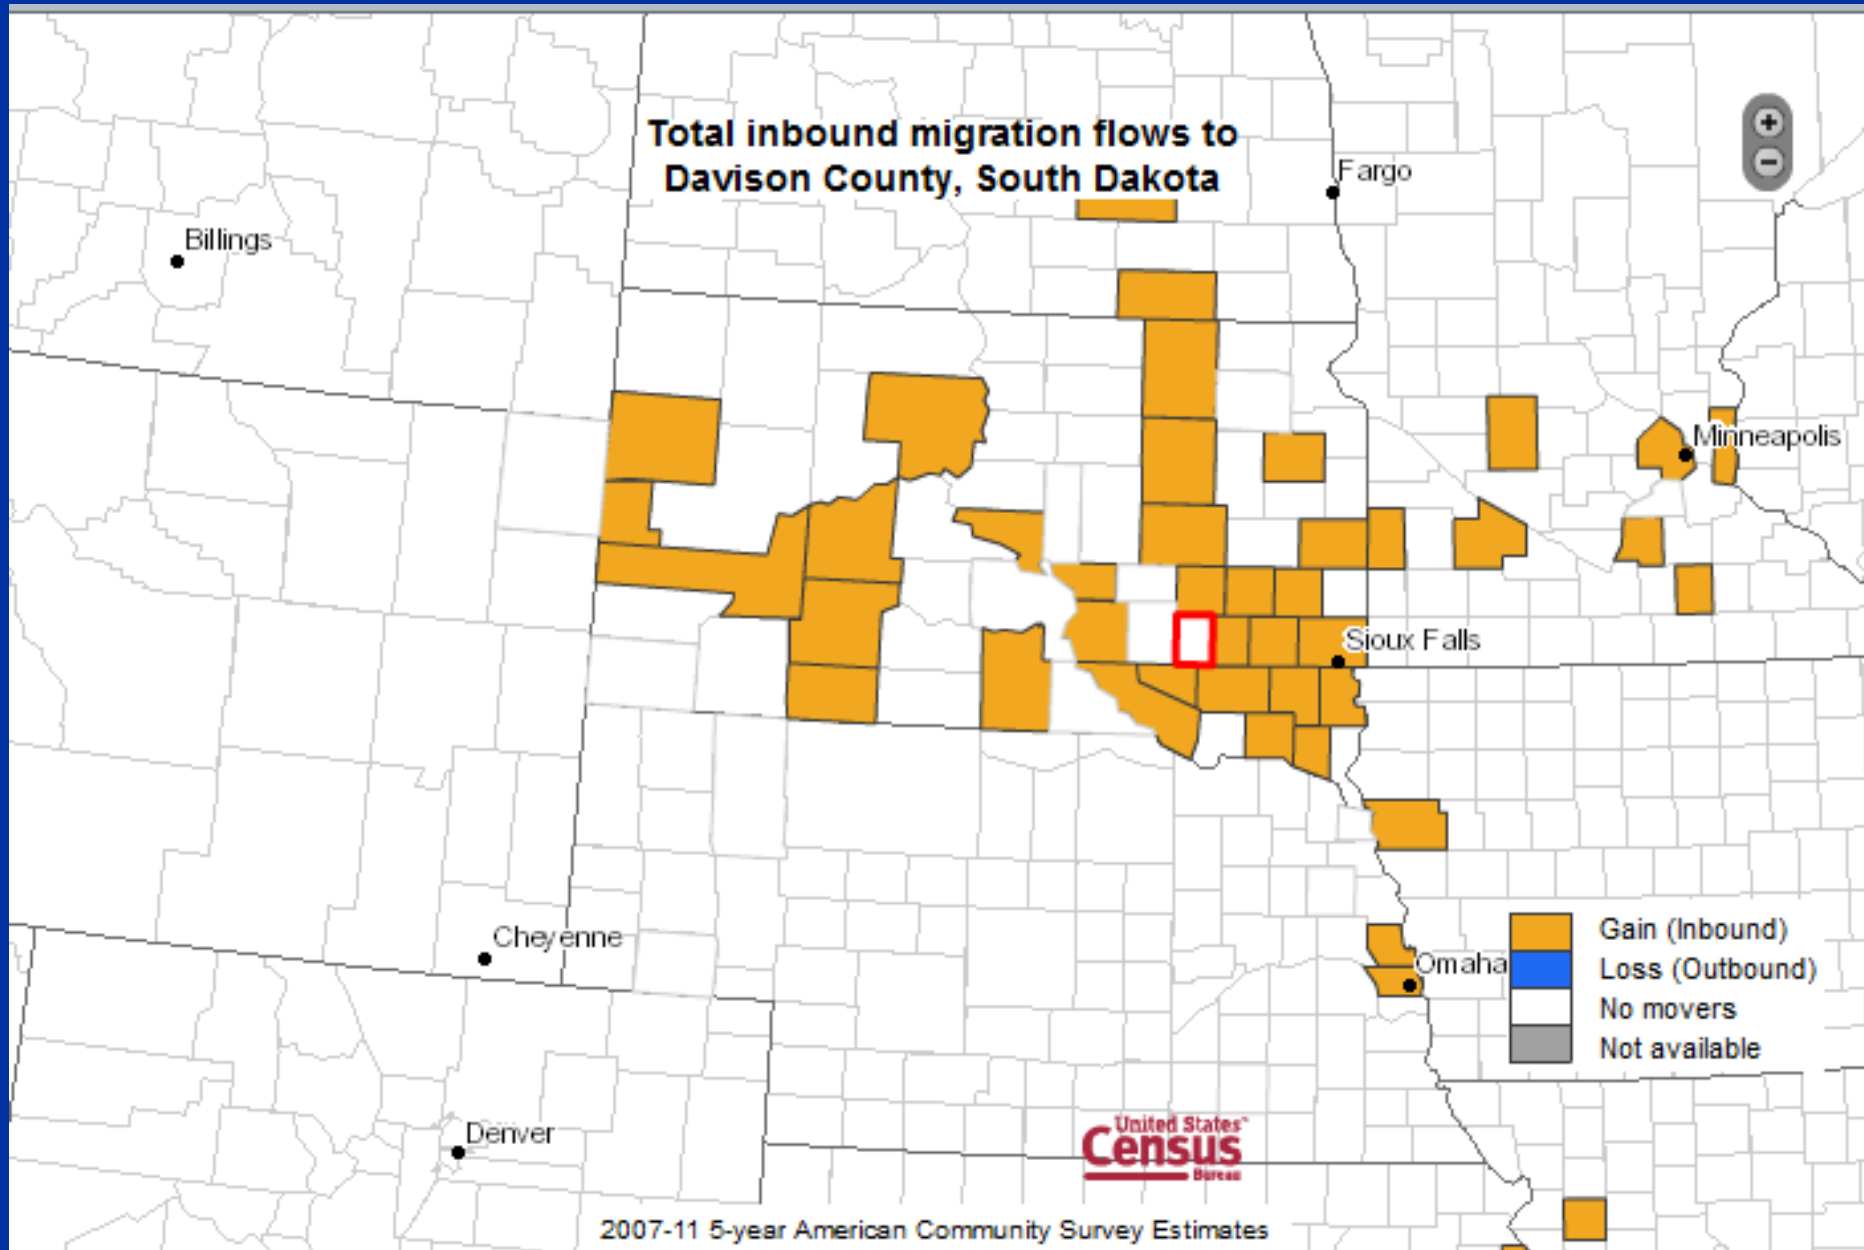 Total inbound migration flows to
Davison County, South Dakota
Fargo
Billings
Minneapolis
Sioux Falls
Cheyenne
Omaha
Gain (Inbound)
Loss (Outbound)
No movers
Not available
Denver
United States™
Census
Bureau
2007-11 5-year American Community Survey Estimates